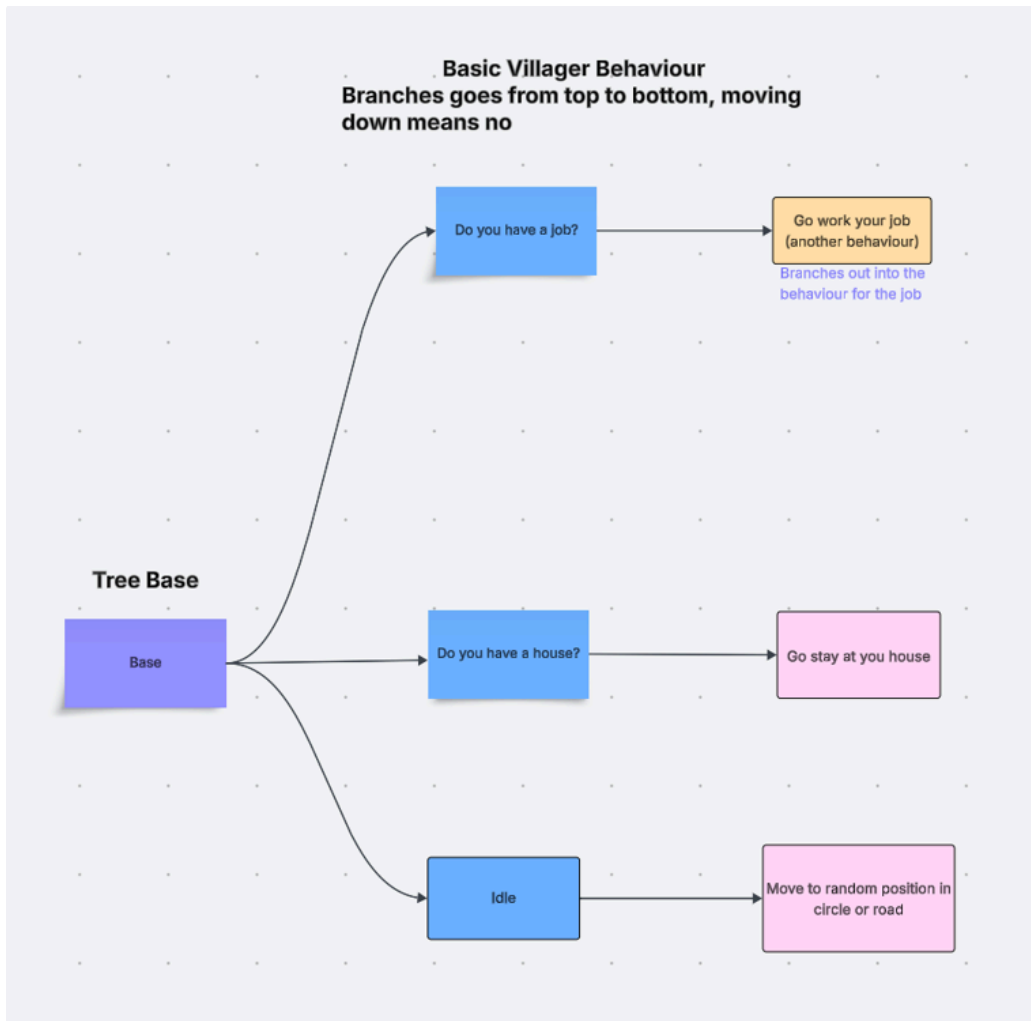 Basic Villager Behaviour
Branches goes from top to bottom, moving
down means no
Do you have a job?
Go work your job
(another behaviour)
Branches out into the
behaviour for the job
Tree Base
Base
Do you have a house?
Go stay at you house
Idle
Move to random position in
circle or road